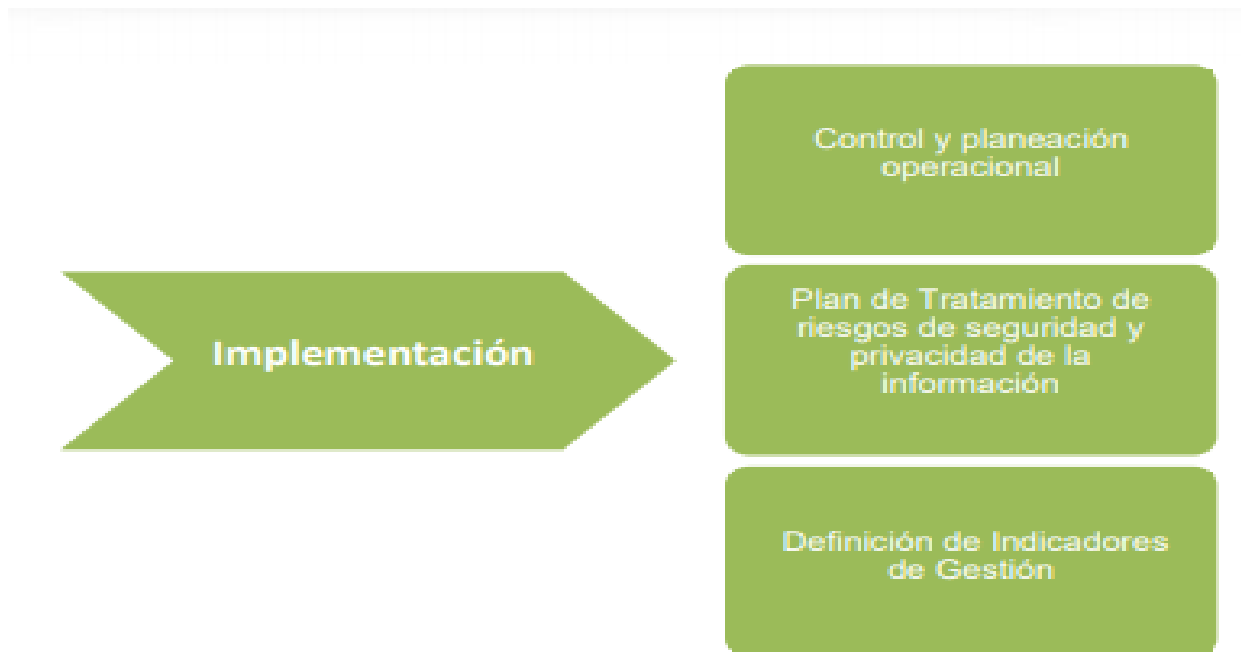 Implementación
Control y planeación
operacional
Plan de Tratamiento de
riesgos de seguridad y
privacidad de la
información
Definición de Indicadores
de Gestión